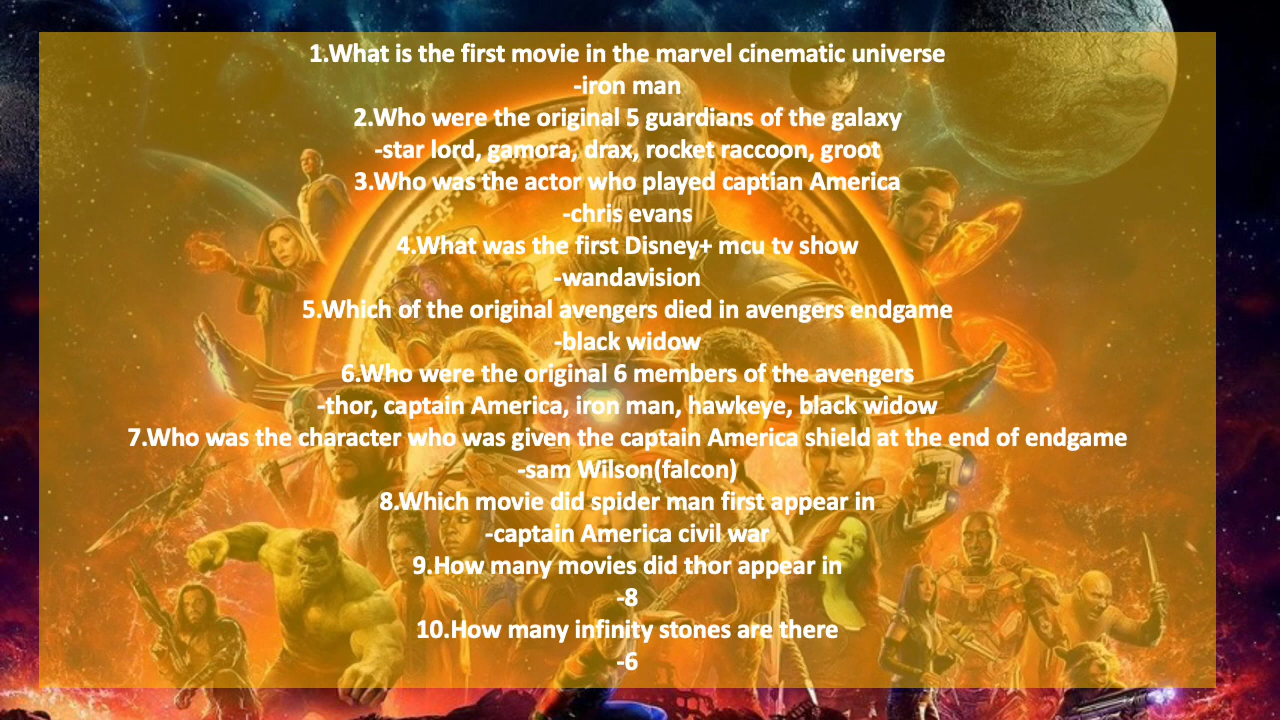 1.What is the first movie in the marvel cinematic universe
-iron man
2.Who were the original 5 guardians of the galaxy
-star lord, gamora, drax, rocket raccoon, groot
3.Who was the actor who played captian America
-chris evans
4.What was the first Disney+ mcu tv show
-wandavision
5.Which of the original avengers died in avengers endgame
-black widow
6.Who were the original 6 members of the avengers
-thor, captain America, iron man, hawkeye, black widow
7.Who was the character who was given the captain America shield at the end of endgame
-sam Wilson(falcon)
8.Which movie did spider man first appear in
-captain America civil war
9.How many movies did thor appear in
-8
10.How many infinity stones are there
-6